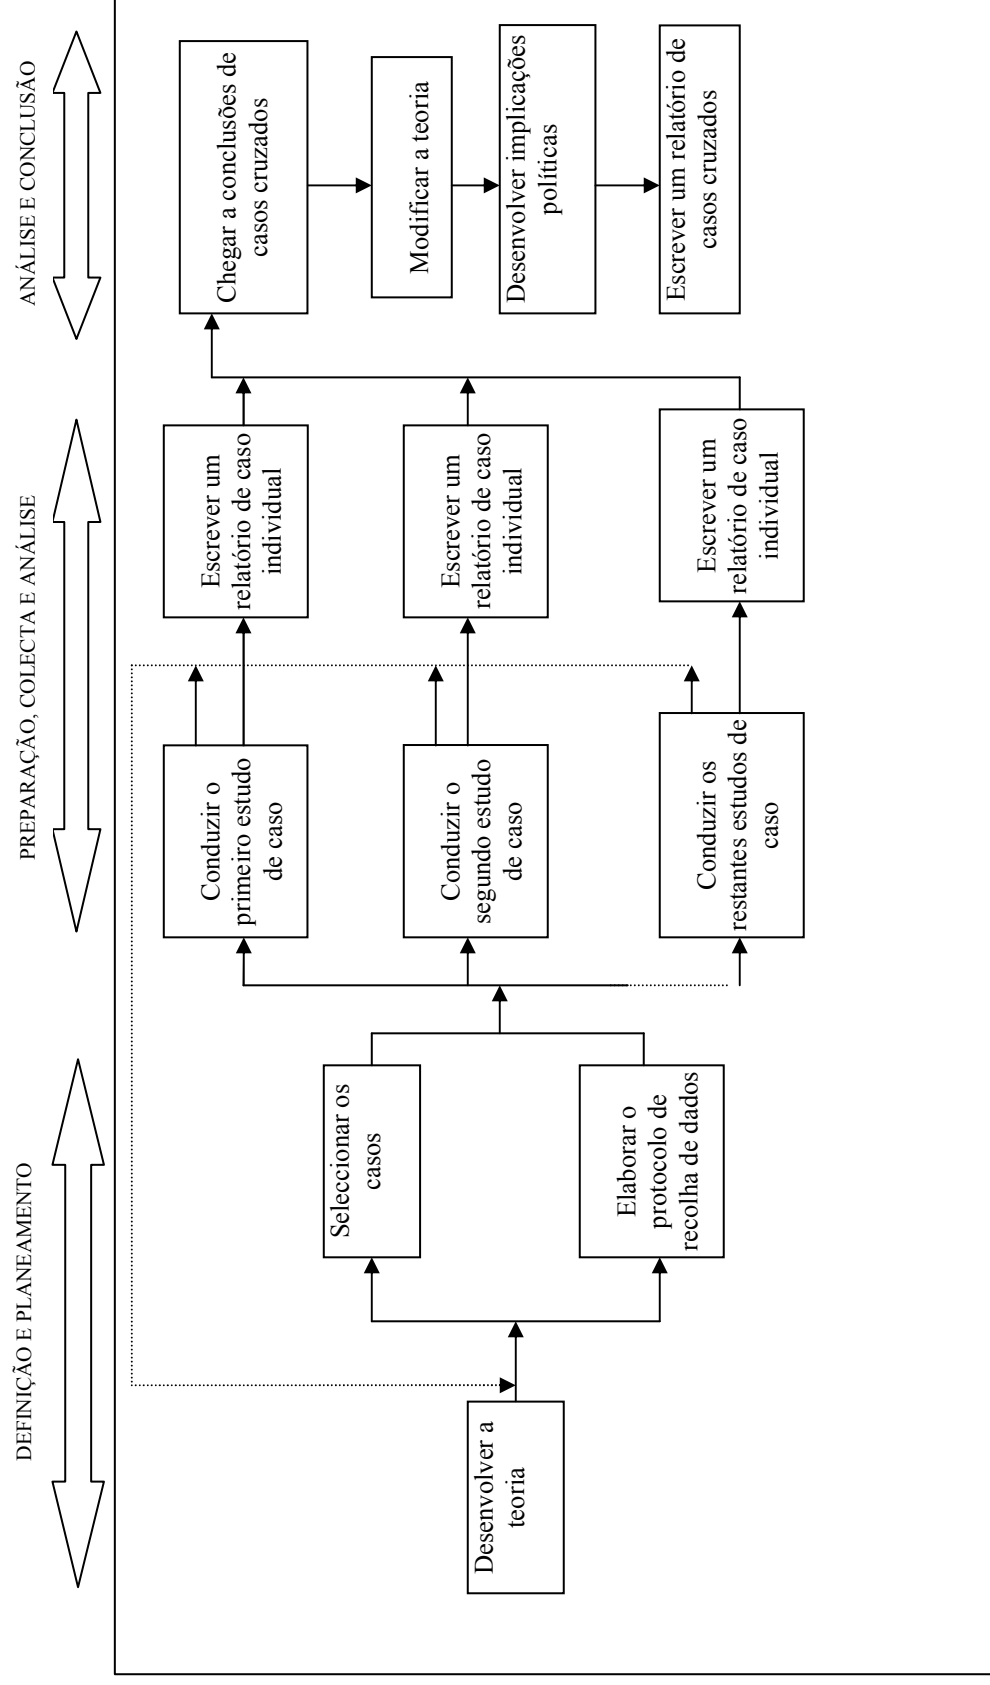 DEFINIÇÃO E PLANEAMENTO
PREPARAÇÃO, COLECTA E ANÁLISE
ANÁLISE E CONCLUSÃO
Desenvolver a
teoria
Seleccionar os
casos
Elaborar o
protocolo de
recolha de dados
Conduzir o
primeiro estudo
de caso
Conduzir o
segundo estudo
de caso
Conduzir os
restantes estudos de
caso
Escrever um
relatório de caso
individual
Escrever um
relatório de caso
individual
Escrever um
relatório de caso
individual
Chegar a conclusões de
casos cruzados
Modificar a teoria
Desenvolver implicações
políticas
Escrever um relatório de
casos cruzados